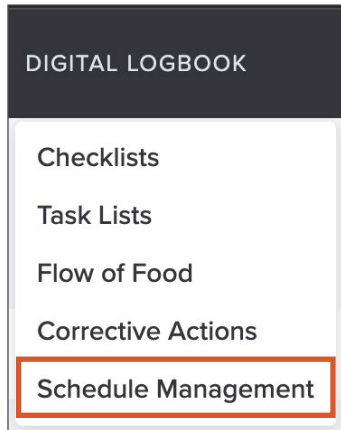 DIGITAL LOGBOOK
Checklists
Task Lists
Flow of Food
Corrective Actions
Schedule Management